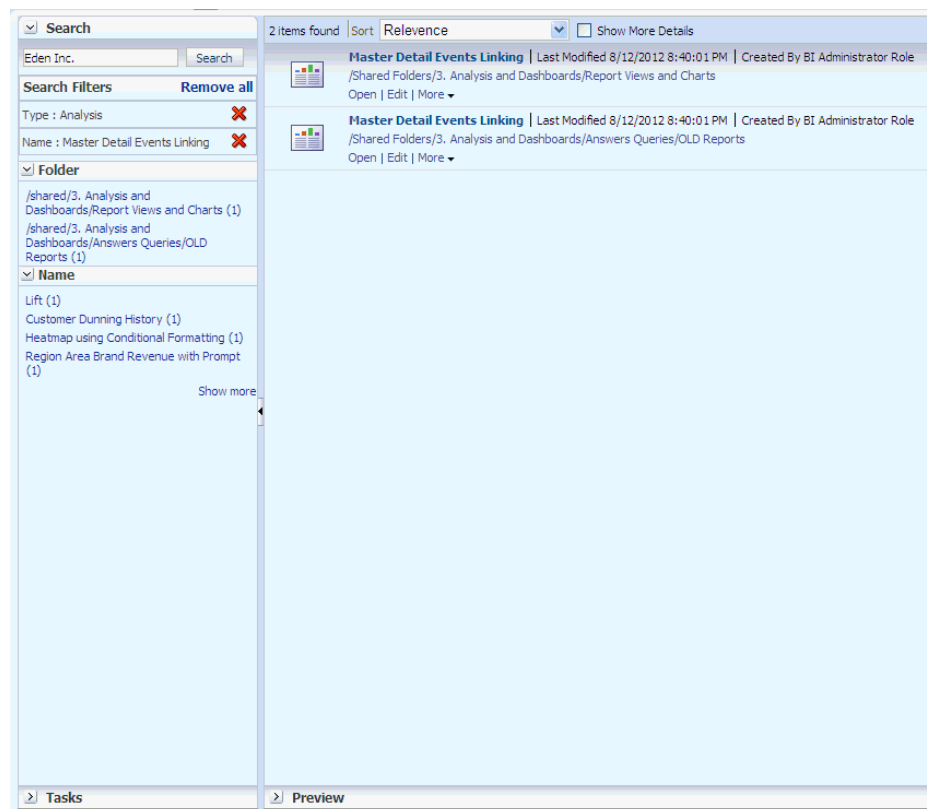 Search
Eden Inc.
Search
Search Filters Remove all
Type : Analysis
Name : Master Detail Events Linking
Folder
/shared/3. Analysis and
Dashboards/Report Views and Charts (1)
/shared/3. Analysis and
Dashboards/Answers Queries/OLD
Reports (1)
Name
Lift (1)
Customer Dunning History (1)
Heatmap using Conditional Formatting (1)
Region Area Brand Revenue with Prompt
(1)
Show more
Tasks
2 items found Sort Relevence Show More Details
Master Detail Events Linking | Last Modified 8/12/2012 8:40:01 PM | Created By BI Administrator Role
/Shared Folders/3. Analysis and Dashboards/Report Views and Charts
Open | Edit | More
Master Detail Events Linking | Last Modified 8/12/2012 8:40:01 PM | Created By BI Administrator Role
/Shared Folders/3. Analysis and Dashboards/Answers Queries/OLD Reports
Open | Edit | More
Preview